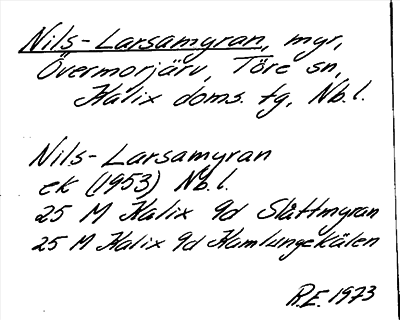 Nils-Larsamyran, myr,
Övermorjärv, Töre sn,
Kalix doms. tg, Nb.l.
Nils-Larsamyran
ek (1953) Nb.l.
25 M Kalix 9d Slåttmyran
25 M Kalix 9d Kamlungekälen
R.E. 1973